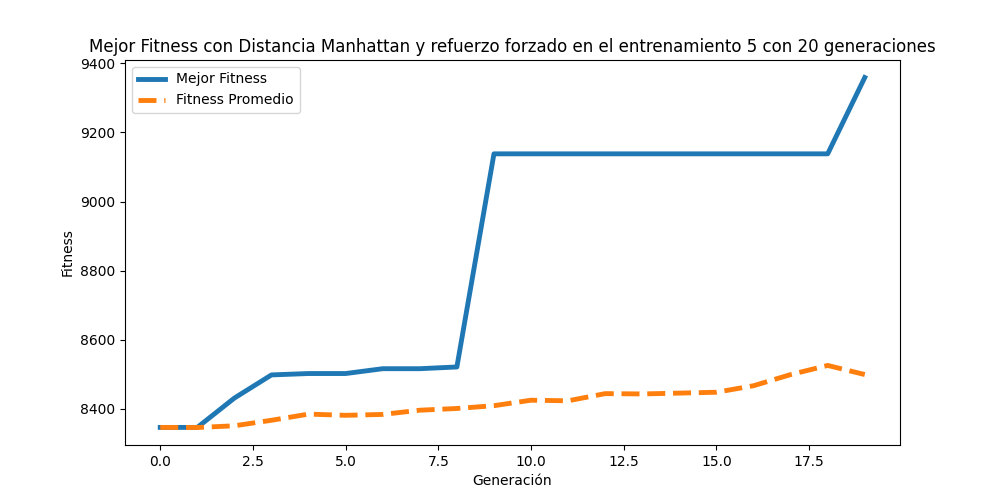 Mejor Fitness con Distancia Manhattan y refuerzo forzado en el entrenamiento 5 con 20 generaciones
9400
9200
9000
8800
8600
8400
Fitness
Mejor Fitness
Fitness Promedio
0.0 2.5 5.0 7.5 10.0 12.5 15.0 17.5
Generación